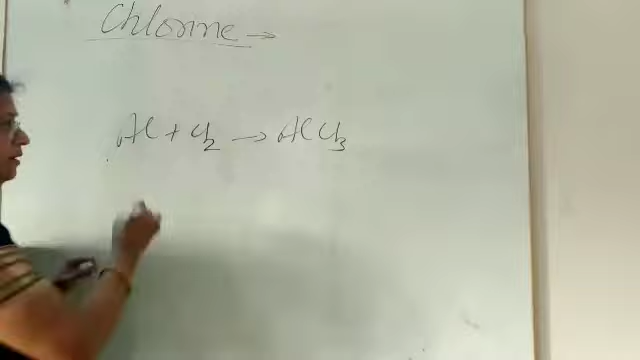 Chlorine →
Al + Cl₂ → AlCl₃